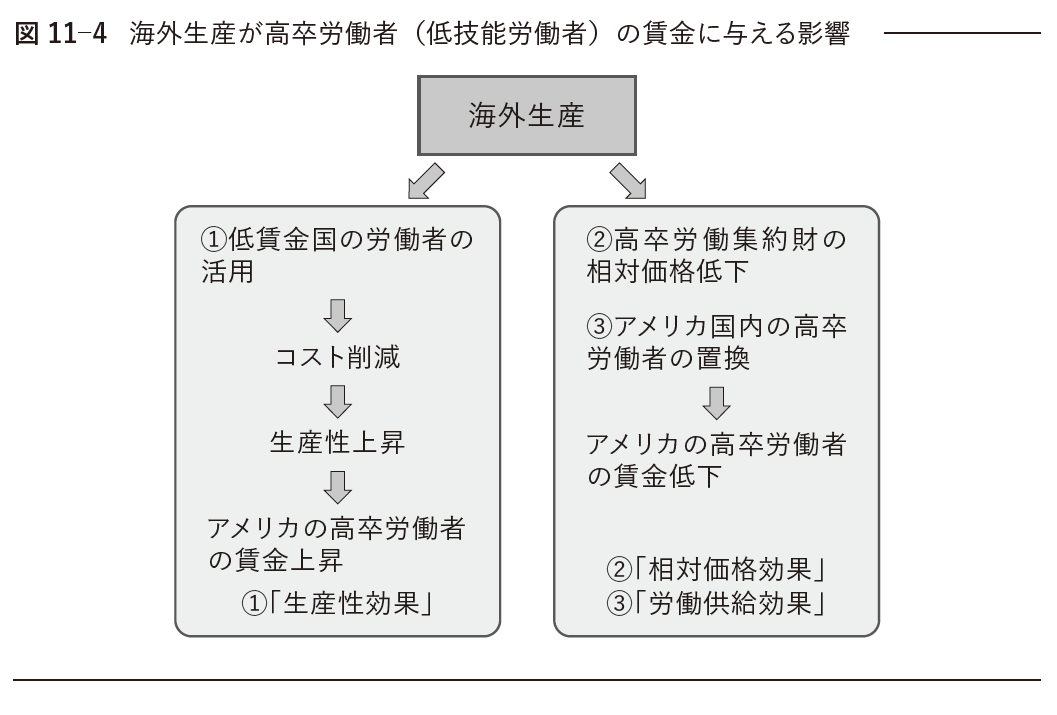 図 11-4 海外生産が高卒労働者（低技能労働者）の賃金に与える影響
海外生産
①低賃金国の労働者の
活用
コスト削減
生産性上昇
アメリカの高卒労働者
の賃金上昇
①「生産性効果」
②高卒労働集約財の
相対価格低下
③アメリカ国内の高卒
労働者の置換
アメリカの高卒労働者
の賃金低下
②「相対価格効果」
③「労働供給効果」